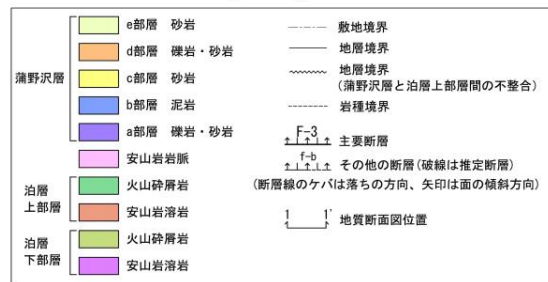 蒲野沢層
e部層 砂岩
d部層 礫岩・砂岩
c部層 砂岩
b部層 泥岩
a部層 礫岩・砂岩
安山岩岩脈
泊層
上部層
火山砕屑岩
安山岩溶岩
泊層
下部層
火山砕屑岩
安山岩溶岩
敷地境界
地層境界
地層境界
(蒲野沢層と泊層上部層間の不整合)
岩種境界
F-3
主要断層
f-b
その他の断層(破線は推定断層)
(断層線のケバは落ちの方向、矢印は面の傾斜方向)
1 1'
地質断面図位置